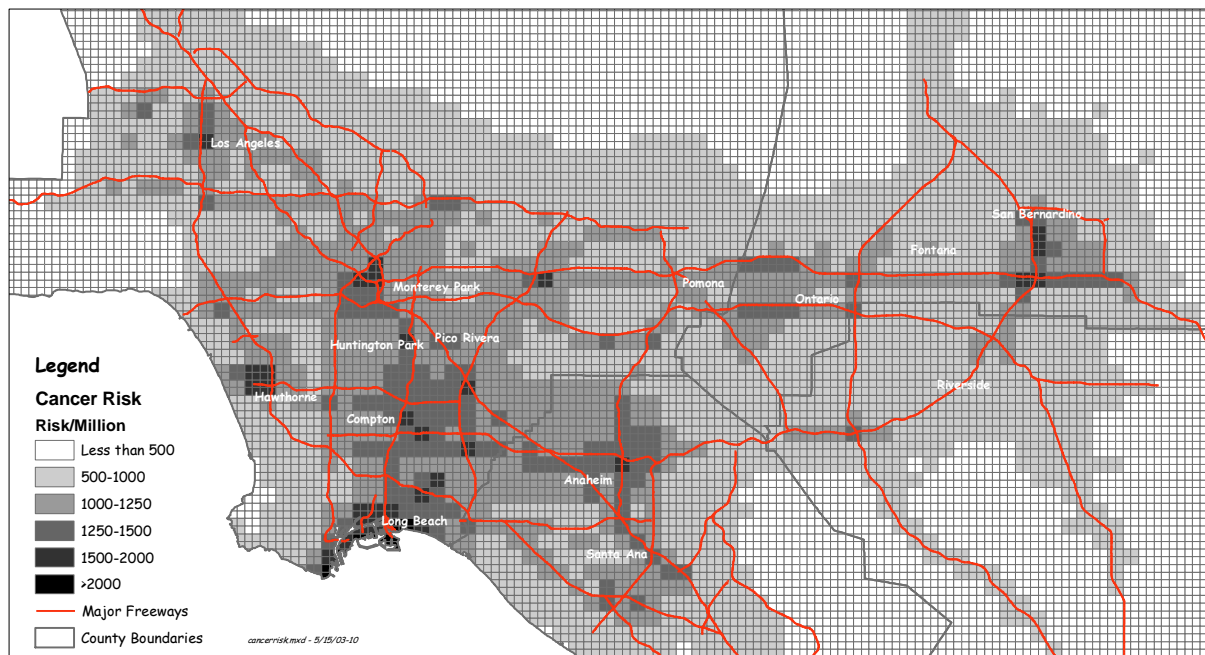 Los Angeles
San Bernardino
Fontana
Pomona
Monterey Park
Ontario
Huntington Park
Pico Rivera
Riverside
Hawthorne
Compton
Anaheim
Long Beach
Santa Ana
Legend
Cancer Risk
Risk/Million
Less than 500
500-1000
1000-1250
1250-1500
1500-2000
>2000
Major Freeways
County Boundaries
cancerrisk.mxd - 5/15/03-10